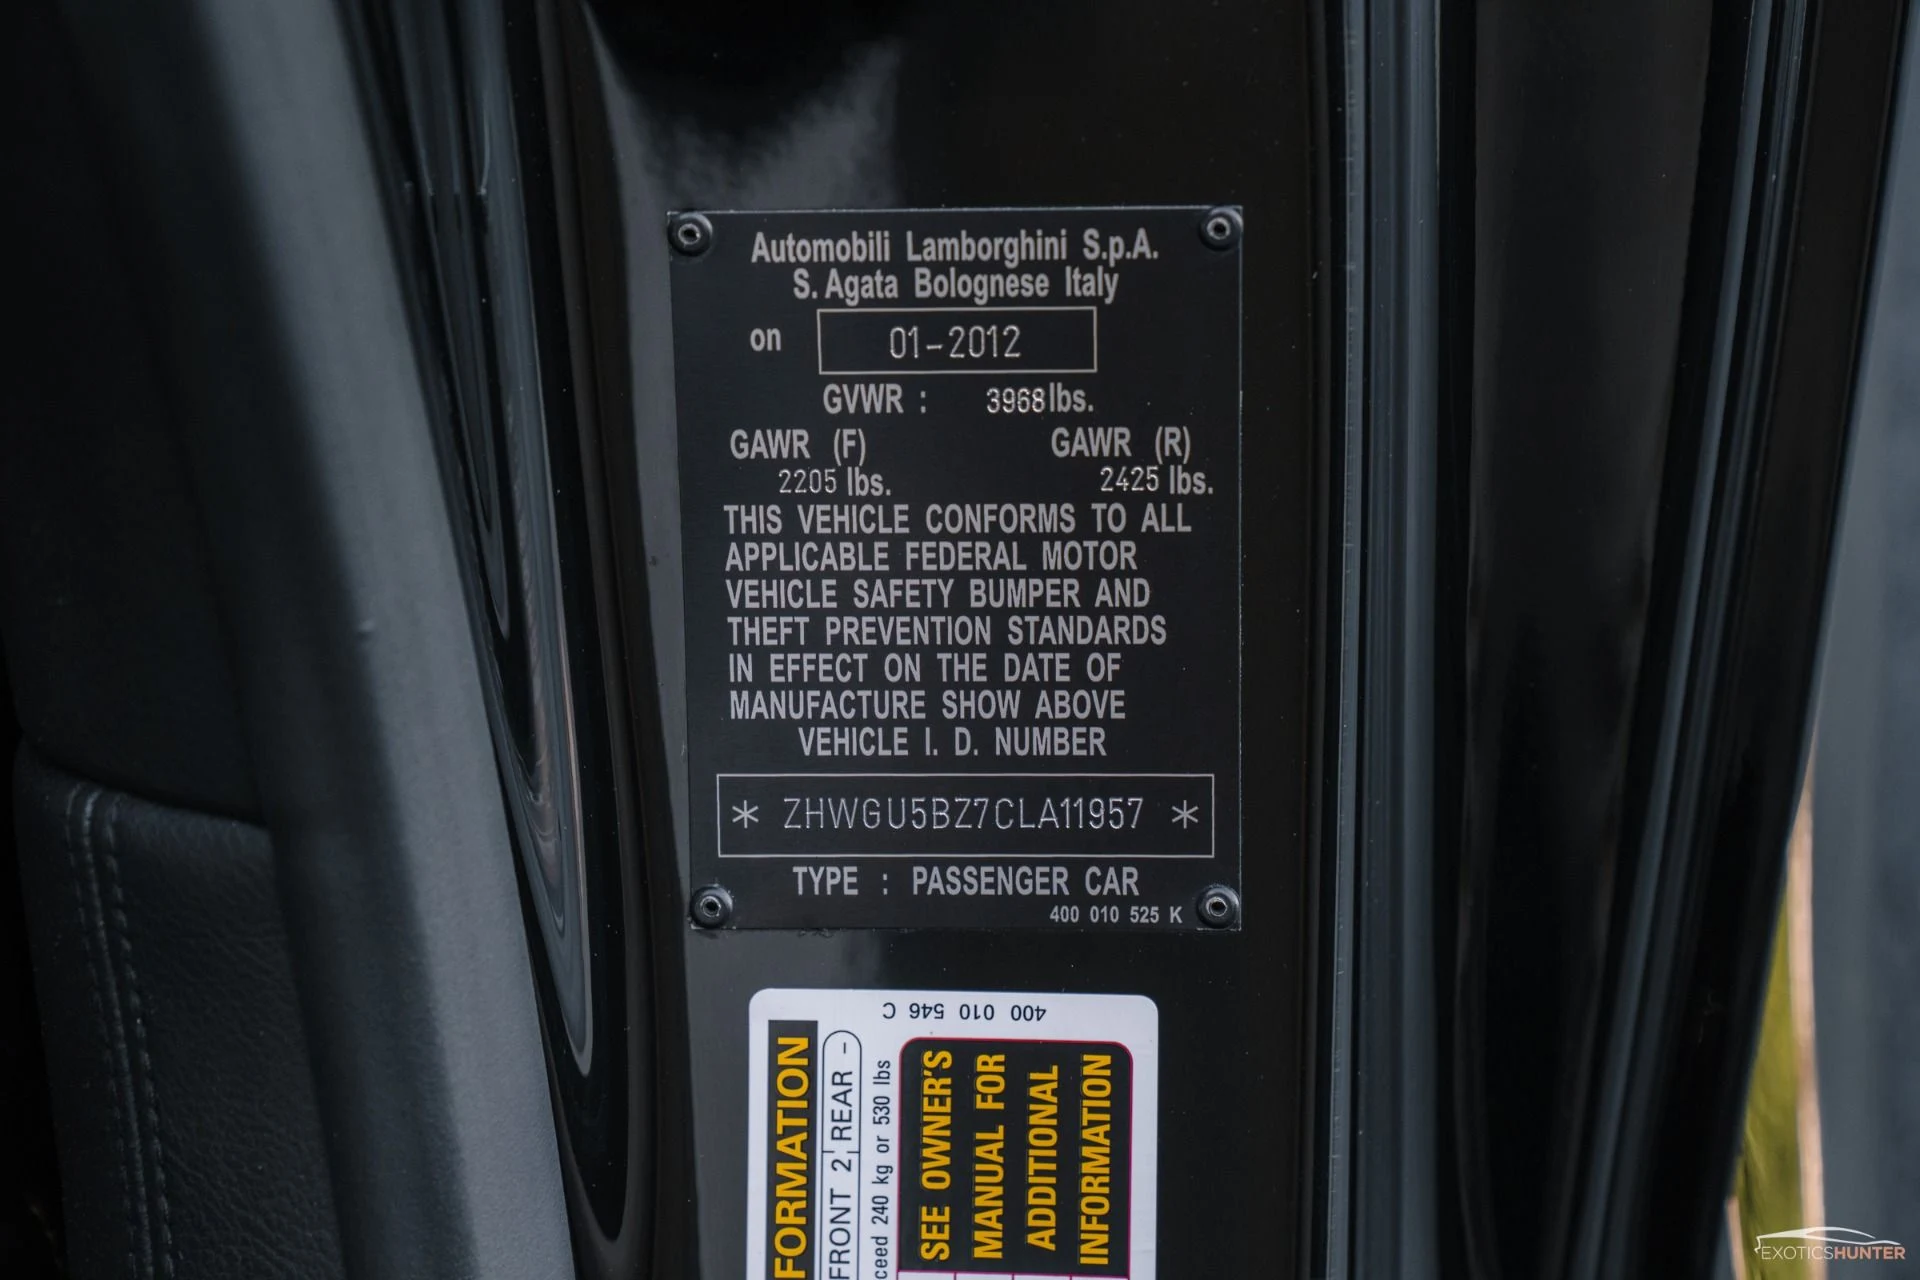 Automobili Lamborghini S.p.A.
S. Agata Bolognese Italy
on 01-2012
GVWR : 3968 lbs.
GAWR (F) GAWR (R)
2205 lbs. 2425 lbs.
THIS VEHICLE CONFORMS TO ALL
APPLICABLE FEDERAL MOTOR
VEHICLE SAFETY BUMPER AND
THEFT PREVENTION STANDARDS
IN EFFECT ON THE DATE OF
MANUFACTURE SHOW ABOVE
VEHICLE I. D. NUMBER
* ZHWGU5BZ7CLA11957 *
TYPE : PASSENGER CAR
400 010 525 K
400 010 546 C
FORMATION
FRONT 2 REAR -
ceed 240 kg or 530 lbs
SEE OWNER'S
MANUAL FOR
ADDITIONAL
INFORMATION
EXOTICSHUNTER